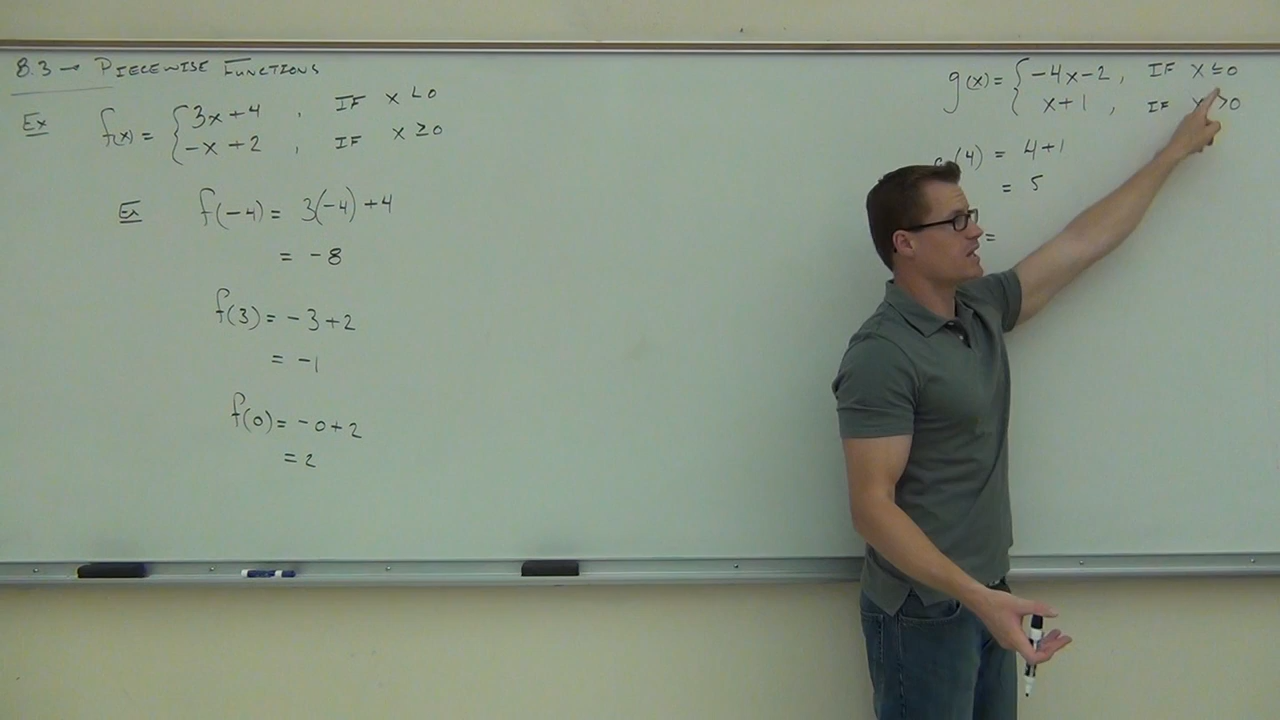 8.3 → PIECEWISE FUNCTIONS
Ex f(x) = { 3x+4 , IF x < 0
-x+2 , IF x ≥ 0
Ex f(-4) = 3(-4)+4
= -8
f(3) = -3+2
= -1
f(0) = -0+2
= 2
g(x) = { -4x-2 , IF x ≤ 0
x+1 , IF x > 0
(4) = 4+1
= 5
=